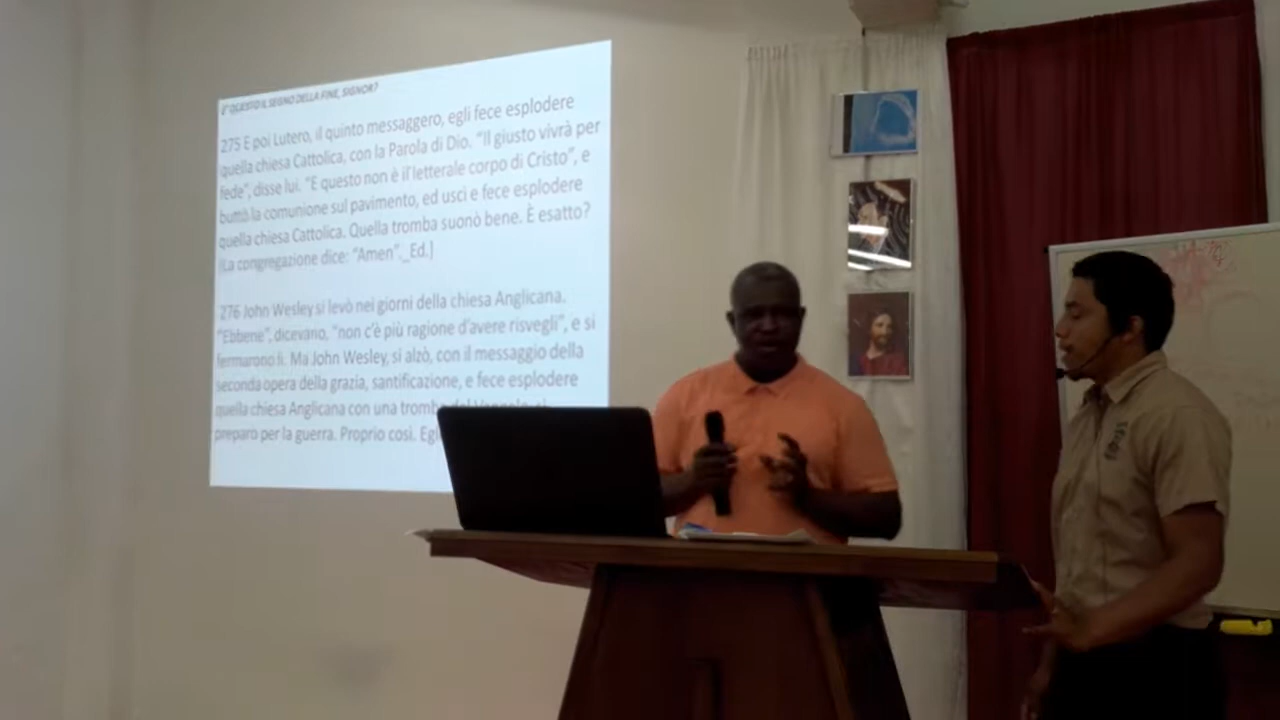 E' QUESTO IL SEGNO DELLA FINE, SIGNOR?
275 E poi Lutero, il quinto messaggero, egli fece esplodere
quella chiesa Cattolica, con la Parola di Dio. “Il giusto vivrà per
fede”, disse lui. “E questo non è il letterale corpo di Cristo”, e
buttò la comunione sul pavimento, ed uscì e fece esplodere
quella chiesa Cattolica. Quella tromba suonò bene. È esatto?
[La congregazione dice: “Amen”._Ed.]
276 John Wesley si levò nei giorni della chiesa Anglicana.
“Ebbene”, dicevano, “non c'è più ragione d'avere risvegli”, e si
fermarono lì. Ma John Wesley, si alzò, con il messaggio della
seconda opera della grazia, santificazione, e fece esplodere
quella chiesa Anglicana con una tromba
preparò per la guerra. Proprio così. Egli